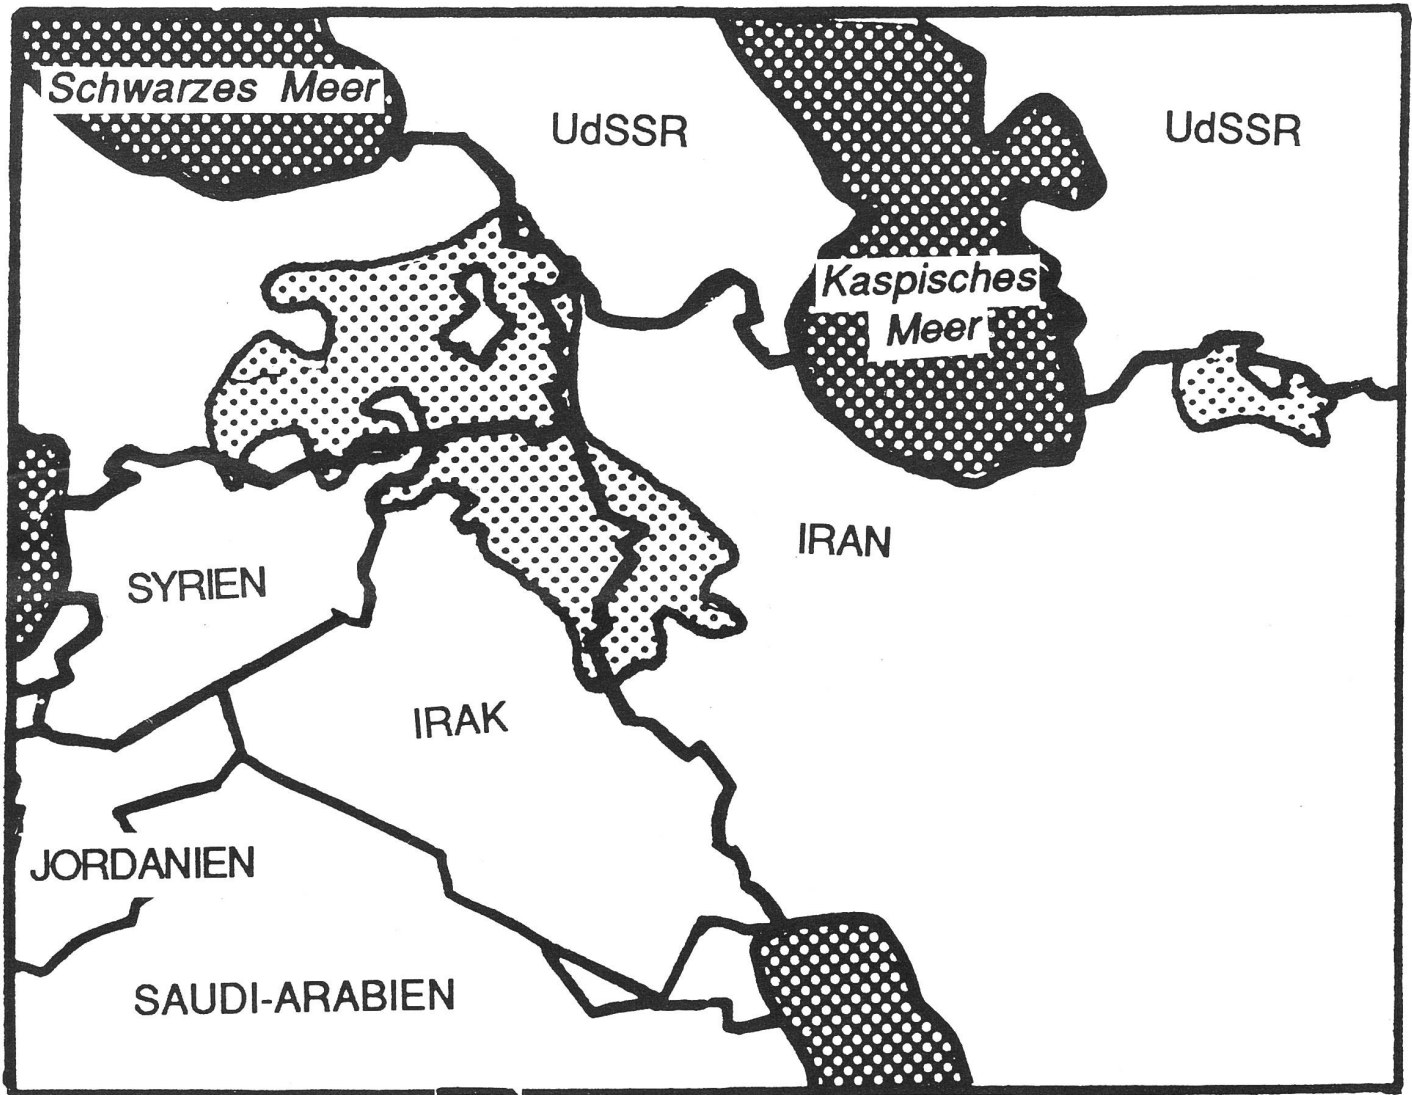 Schwarzes Meer
UdSSR
UdSSR
Kaspisches
Meer
IRAN
SYRIEN
IRAK
JORDANIEN
SAUDI-ARABIEN